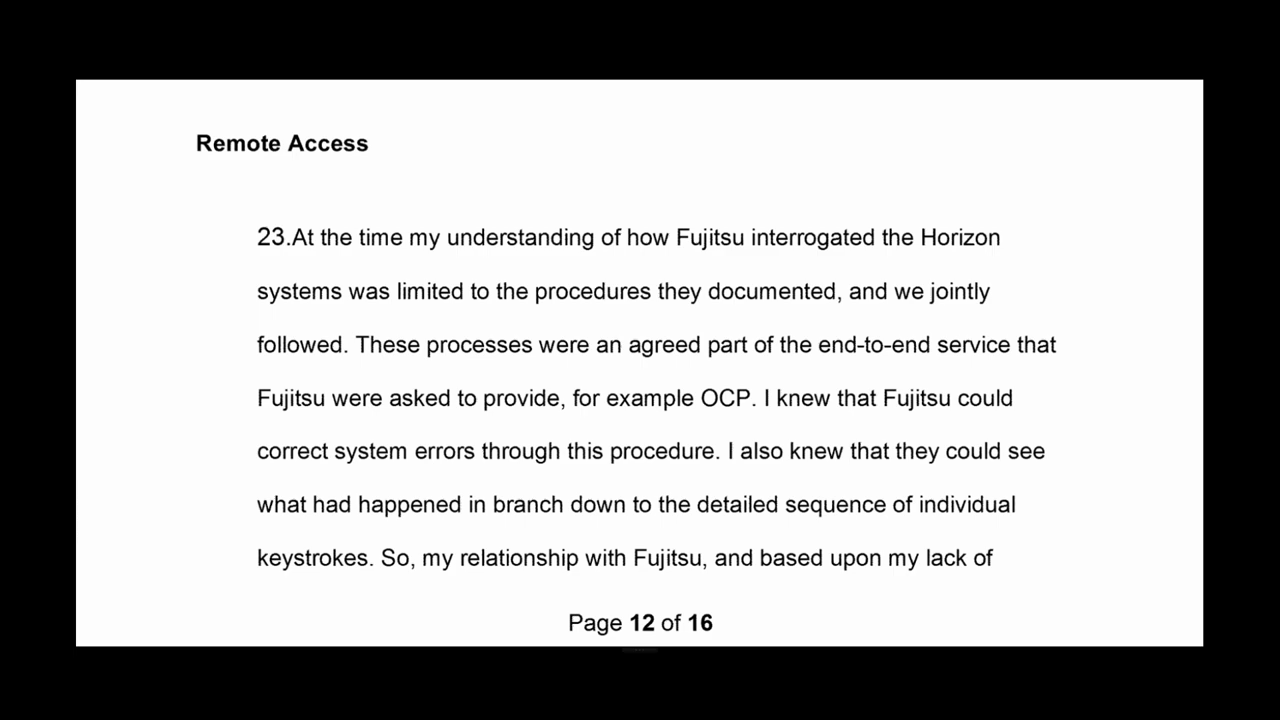 Remote Access
23.At the time my understanding of how Fujitsu interrogated the Horizon
systems was limited to the procedures they documented, and we jointly
followed. These processes were an agreed part of the end-to-end service that
Fujitsu were asked to provide, for example OCP. I knew that Fujitsu could
correct system errors through this procedure. I also knew that they could see
what had happened in branch down to the detailed sequence of individual
keystrokes. So, my relationship with Fujitsu, and based upon my lack of
Page 12 of 16